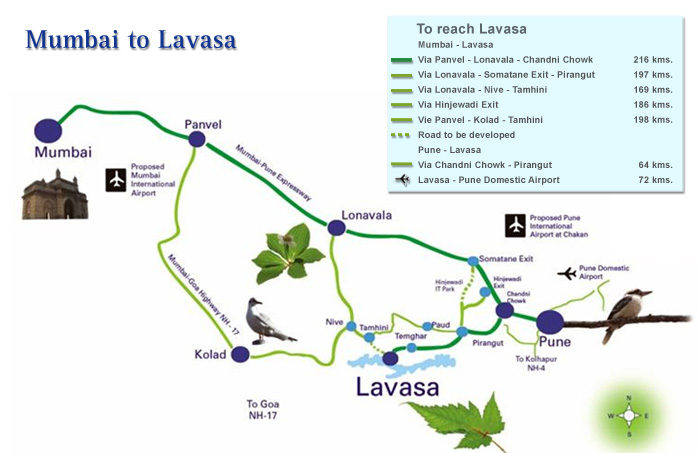 Mumbai to Lavasa
To reach Lavasa
Mumbai - Lavasa
Via Panvel - Lonavala - Chandni Chowk 216 kms.
Via Lonavala - Somatane Exit - Pirangut 197 kms.
Via Lonavala - Nive - Tamhini 169 kms.
Via Hinjewadi Exit 186 kms.
Vie Panvel - Kolad - Tamhini 198 kms.
Road to be developed
Pune - Lavasa
Via Chandni Chowk - Pirangut 64 kms.
Lavasa - Pune Domestic Airport 72 kms.
Mumbai
Panvel
Proposed
Mumbai
International
Airport
Mumbai-Pune Expressway
Lonavala
Proposed Pune
International
Airport at Chakan
Somatane Exit
Pune Domestic
Airport
Hinjewadi
IT Park
Hinjewadi
Exit
Chandni
Chowk
Mumbai-Goa Highway NH - 17
Nive
Tamhini
Paud
Temghar
Pirangut
Pune
Kolad
To Kolhapur
NH-4
Lavasa
To Goa
NH-17
N
W
E
S